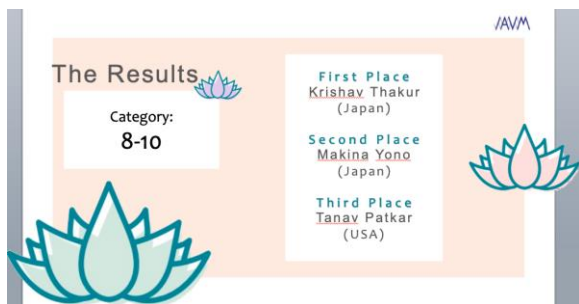 JAVM
The Results
Category:
8-10
First Place
Krishav Thakur
(Japan)
Second Place
Makina Yono
(Japan)
Third Place
Tanav Patkar
(USA)